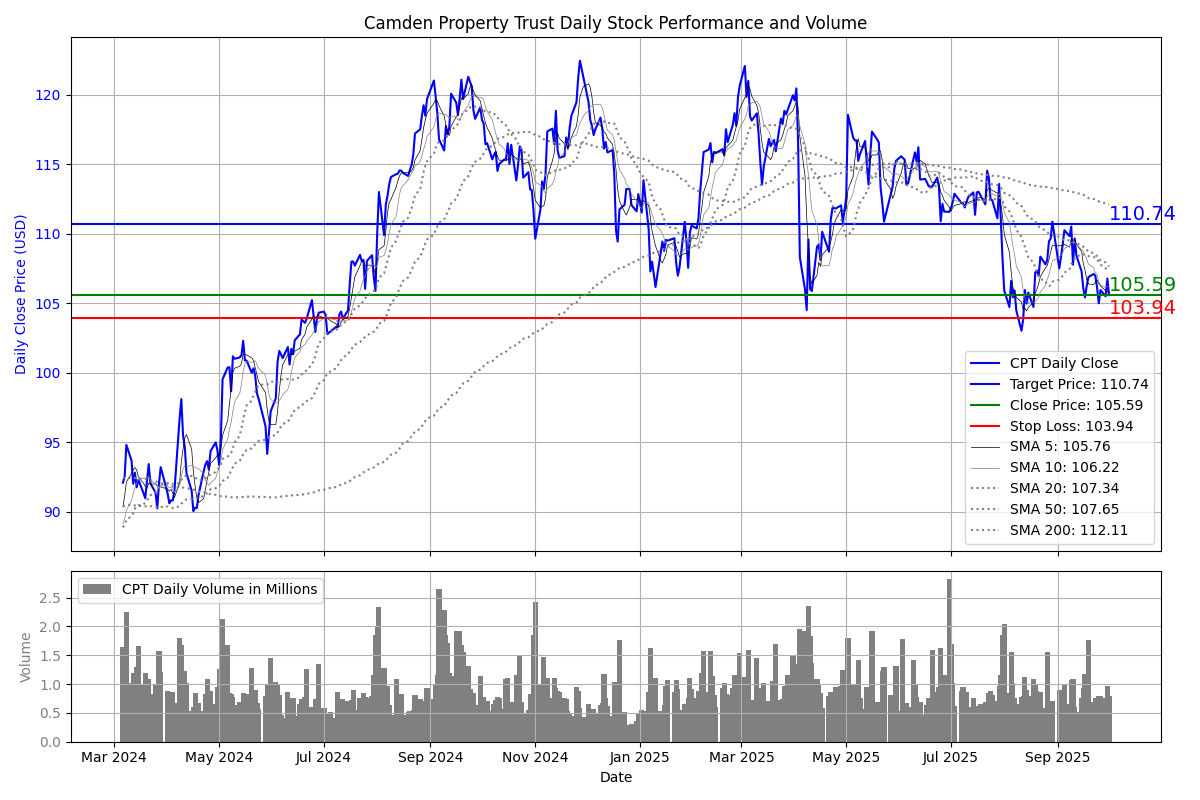 Camden Property Trust Daily Stock Performance and Volume
Daily Close Price (USD)
120
115
110
105
100
95
90
110.74
105.59
103.94
CPT Daily Close
Target Price: 110.74
Close Price: 105.59
Stop Loss: 103.94
SMA 5: 105.76
SMA 10: 106.22
SMA 20: 107.34
SMA 50: 107.65
SMA 200: 112.11
CPT Daily Volume in Millions
Volume
2.5
2.0
1.5
1.0
0.5
0.0
Mar 2024 May 2024 Jul 2024 Sep 2024 Nov 2024 Jan 2025 Mar 2025 May 2025 Jul 2025 Sep 2025
Date